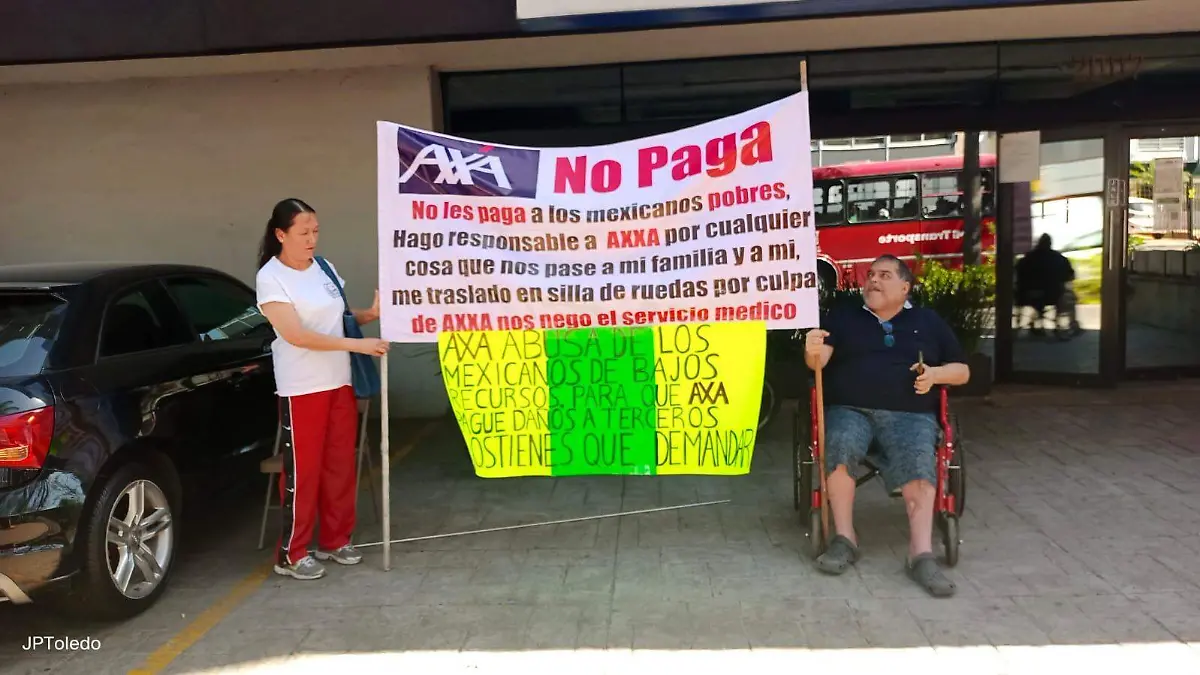 AXA No Paga
No les paga a los mexicanos pobres,
Hago responsable a AXXA por cualquier
cosa que nos pase a mi familia y a mi,
me traslado en silla de ruedas por culpa
de AXXA nos nego el servicio medico
AXA ABUSA DE LOS
MEXICANOS DE BAJOS
RECURSOS, PARA QUE AXA
PAGUE DAÑOS A TERCEROS
OSTIENES QUE DEMANDAR
Transporte
JPToledo